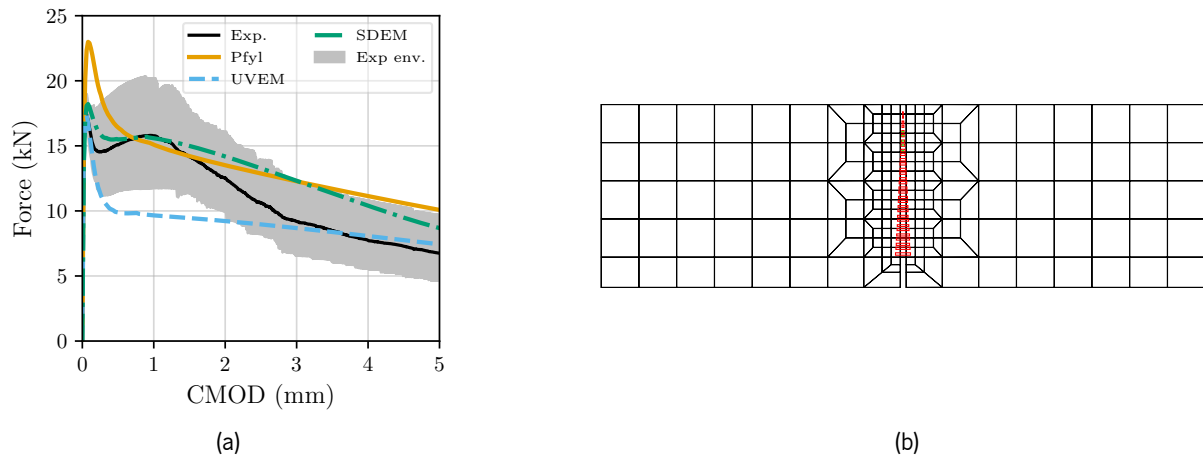 25
20
15
10
5
0
Force (kN)
Exp.
Pfyl
UVEM
SDEM
Exp env.
0 1 2 3 4 5
CMOD (mm)
(a)
(b)